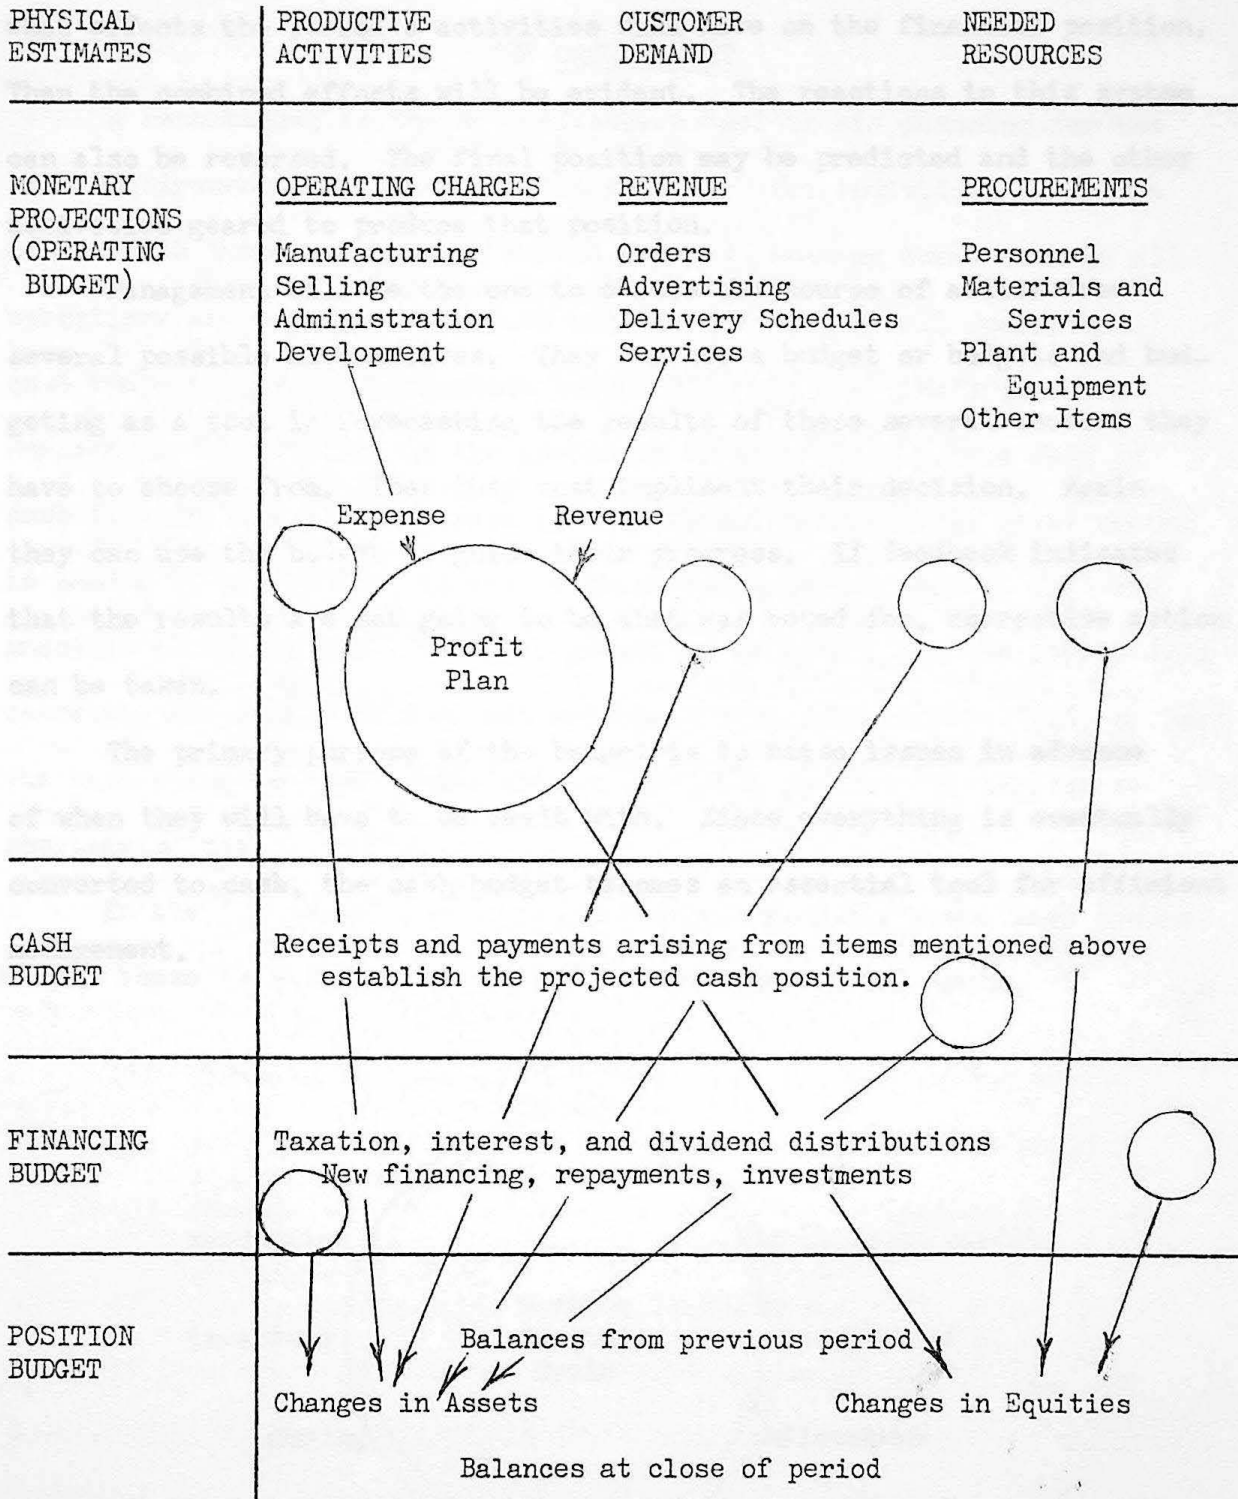 PHYSICAL
ESTIMATES
PRODUCTIVE
ACTIVITIES
CUSTOMER
DEMAND
NEEDED
RESOURCES
MONETARY
PROJECTIONS
(OPERATING
BUDGET)
OPERATING CHARGES
Manufacturing
Selling
Administration
Development
REVENUE
Orders
Advertising
Delivery Schedules
Services
PROCUREMENTS
Personnel
Materials and
Services
Plant and
Equipment
Other Items
Expense
Revenue
Profit
Plan
CASH
BUDGET
Receipts and payments arising from items mentioned above
establish the projected cash position.
FINANCING
BUDGET
Taxation, interest, and dividend distributions
New financing, repayments, investments
POSITION
BUDGET
Balances from previous period
Changes in Assets
Changes in Equities
Balances at close of period